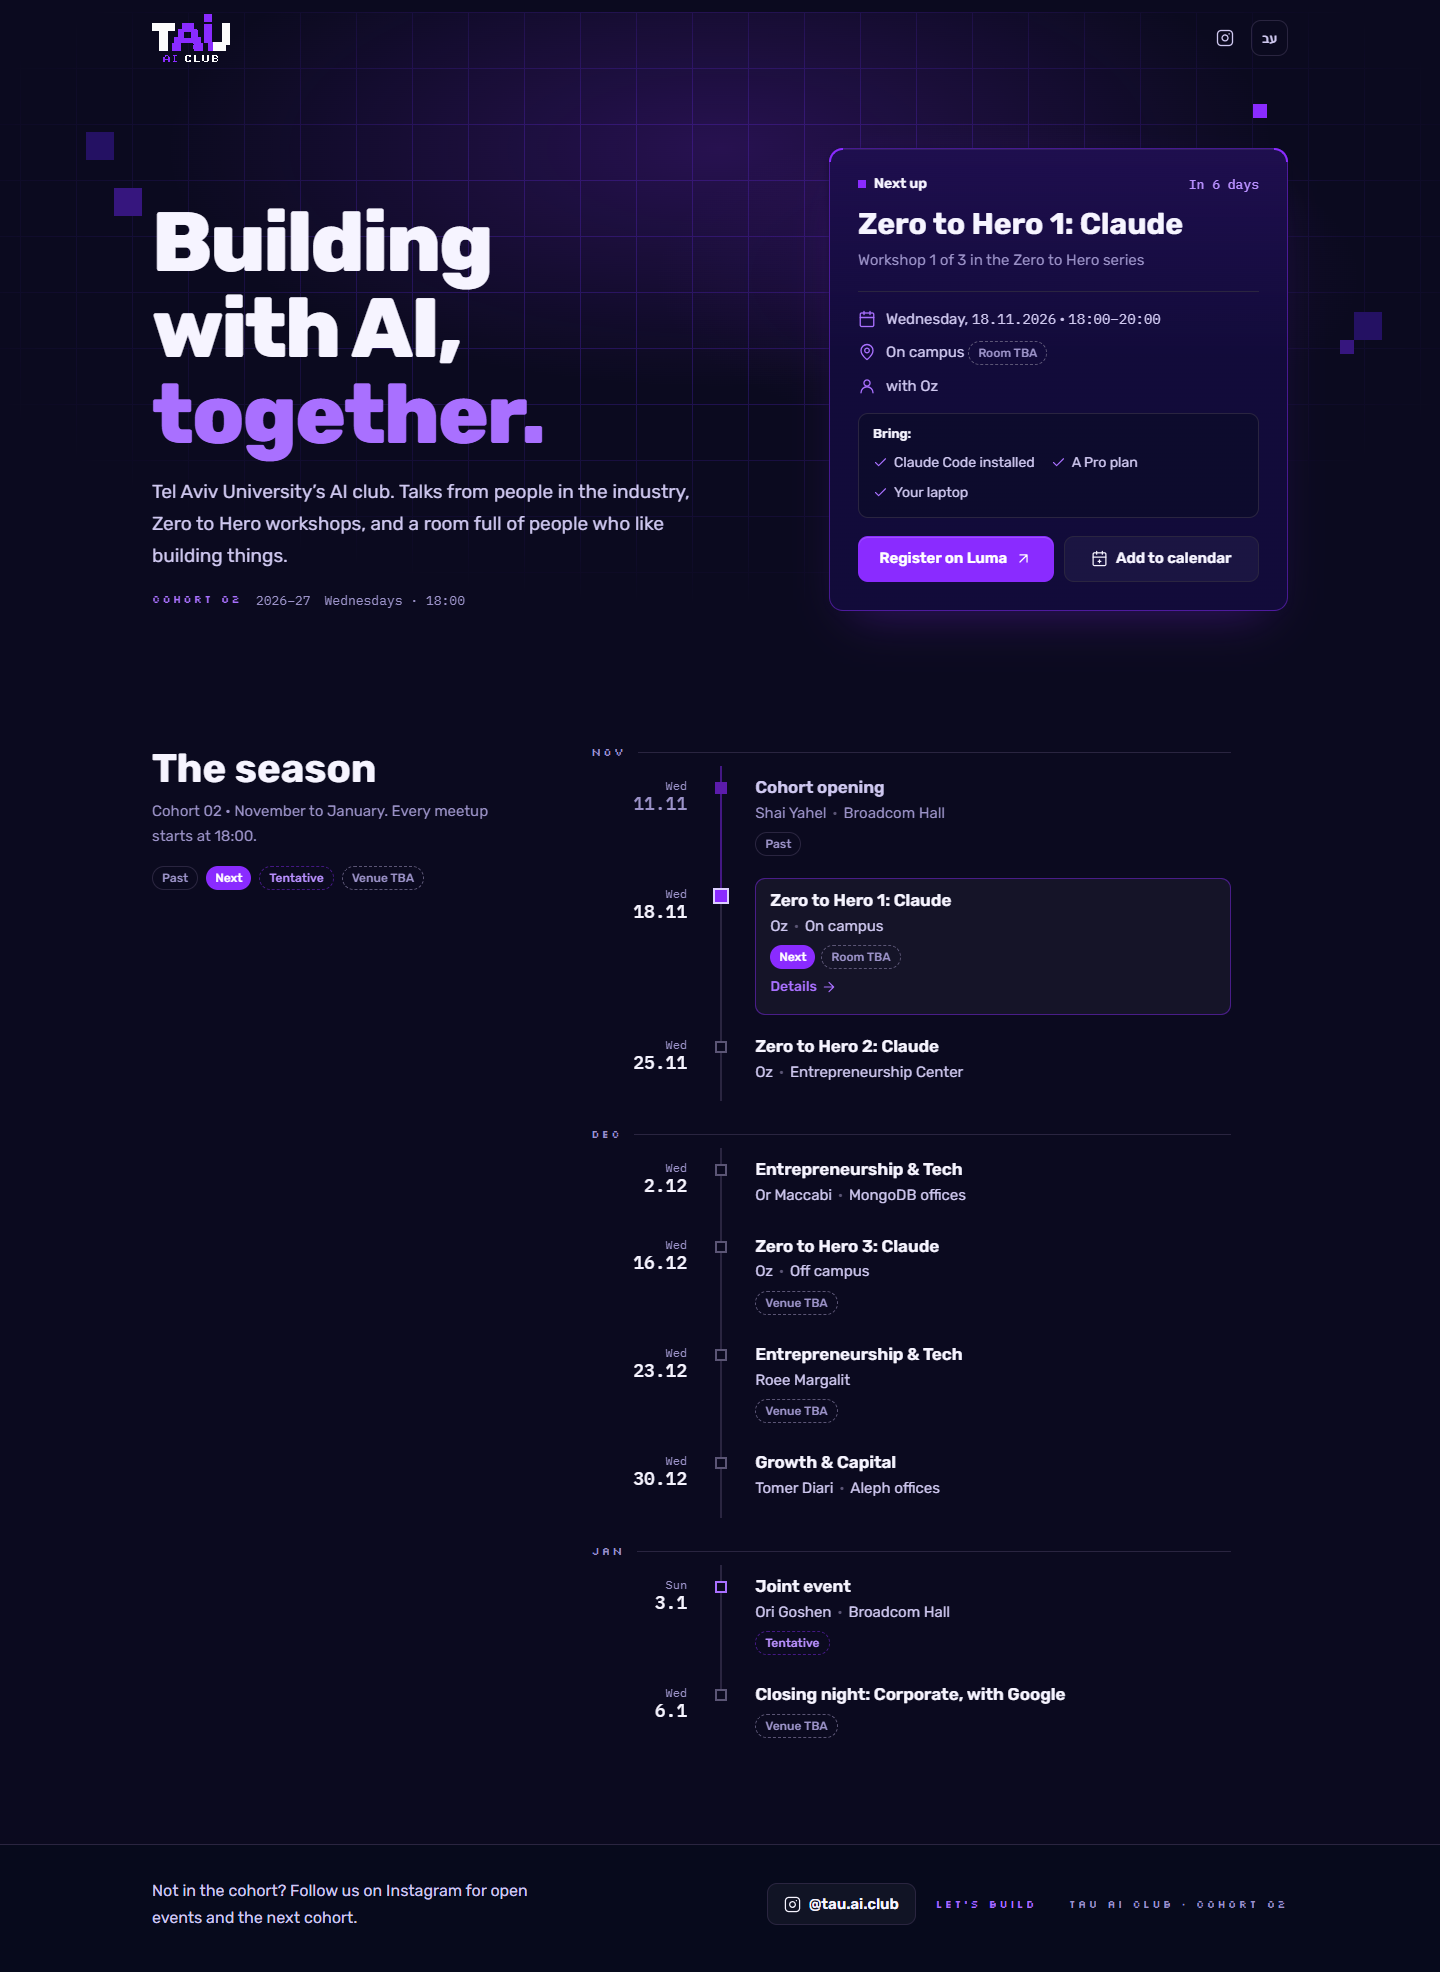 TAU
AI CLUB
עב
Building
with AI,
together.
Tel Aviv University’s AI club. Talks from people in the industry,
Zero to Hero workshops, and a room full of people who like
building things.
COHORT 02 2026–27 Wednesdays · 18:00
Next up In 6 days
Zero to Hero 1: Claude
Workshop 1 of 3 in the Zero to Hero series
Wednesday, 18.11.2026 • 18:00–20:00
On campus Room TBA
with Oz
Bring:
Claude Code installed A Pro plan
Your laptop
Register on Luma Add to calendar
The season
Cohort 02 • November to January. Every meetup
starts at 18:00.
Past Next Tentative Venue TBA
NOV
Wed
11.11
Cohort opening
Shai Yahel • Broadcom Hall
Past
Wed
18.11
Zero to Hero 1: Claude
Oz • On campus
Next Room TBA
Details →
Wed
25.11
Zero to Hero 2: Claude
Oz • Entrepreneurship Center
DEC
Wed
2.12
Entrepreneurship & Tech
Or Maccabi • MongoDB offices
Wed
16.12
Zero to Hero 3: Claude
Oz • Off campus
Venue TBA
Wed
23.12
Entrepreneurship & Tech
Roee Margalit
Venue TBA
Wed
30.12
Growth & Capital
Tomer Diari • Aleph offices
JAN
Sun
3.1
Joint event
Ori Goshen • Broadcom Hall
Tentative
Wed
6.1
Closing night: Corporate, with Google
Venue TBA
Not in the cohort? Follow us on Instagram for open
events and the next cohort.
@tau.ai.club
LET'S BUILD
TAU AI CLUB · COHORT 02